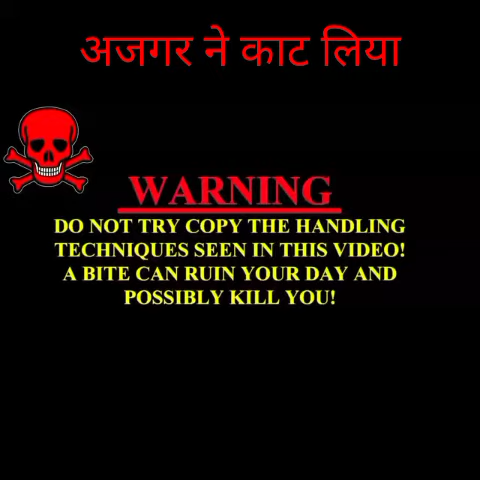 अजगर ने काट लिया
WARNING
DO NOT TRY COPY THE HANDLING
TECHNIQUES SEEN IN THIS VIDEO!
A BITE CAN RUIN YOUR DAY AND
POSSIBLY KILL YOU!